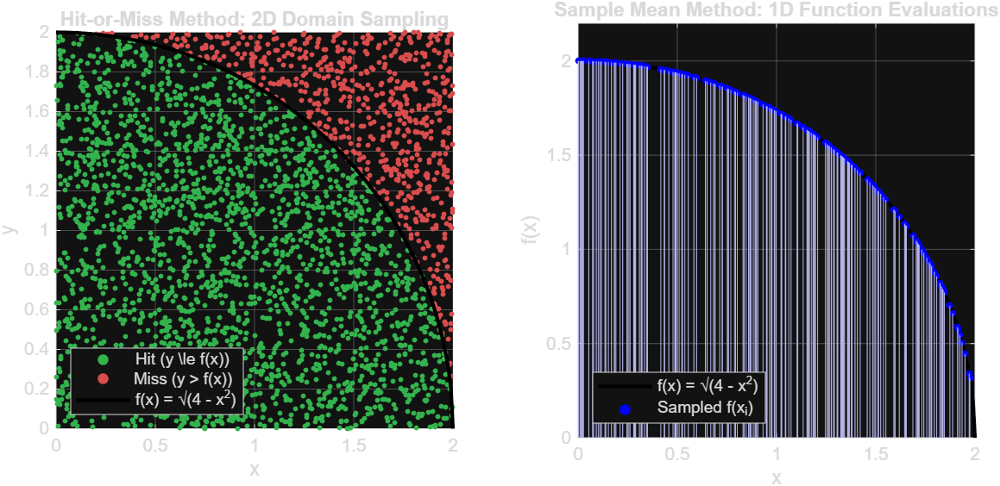 Hit-or-Miss Method: 2D Domain Sampling
2
1.8
1.6
1.4
1.2
1
0.8
0.6
0.4
0.2
0
y
Hit (y \le f(x))
Miss (y > f(x))
f(x) = √(4 - x²)
0 0.5 1 1.5 2
x
Sample Mean Method: 1D Function Evaluations
2
1.5
1
0.5
0
f(x)
f(x) = √(4 - x²)
Sampled f(xᵢ)
0 0.5 1 1.5 2
x